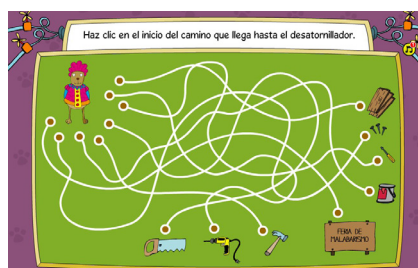 Haz clic en el inicio del camino que llega hasta el desatornillador.
FERIA DE
MALABARISMO